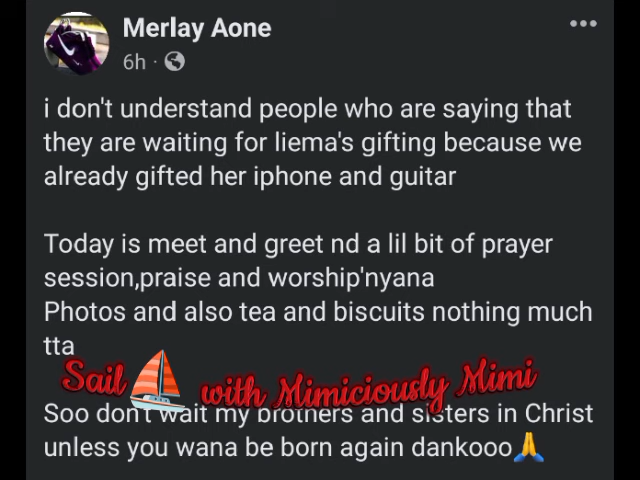 Merlay Aone
6h ·
i don't understand people who are saying that
they are waiting for liema's gifting because we
already gifted her iphone and guitar
Today is meet and greet nd a lil bit of prayer
session,praise and worship'nyana
Photos and also tea and biscuits nothing much
tta
Sail with Mimiciously Mimi
Soo don't wait my brothers and sisters in Christ
unless you wana be born again dankooo🙏